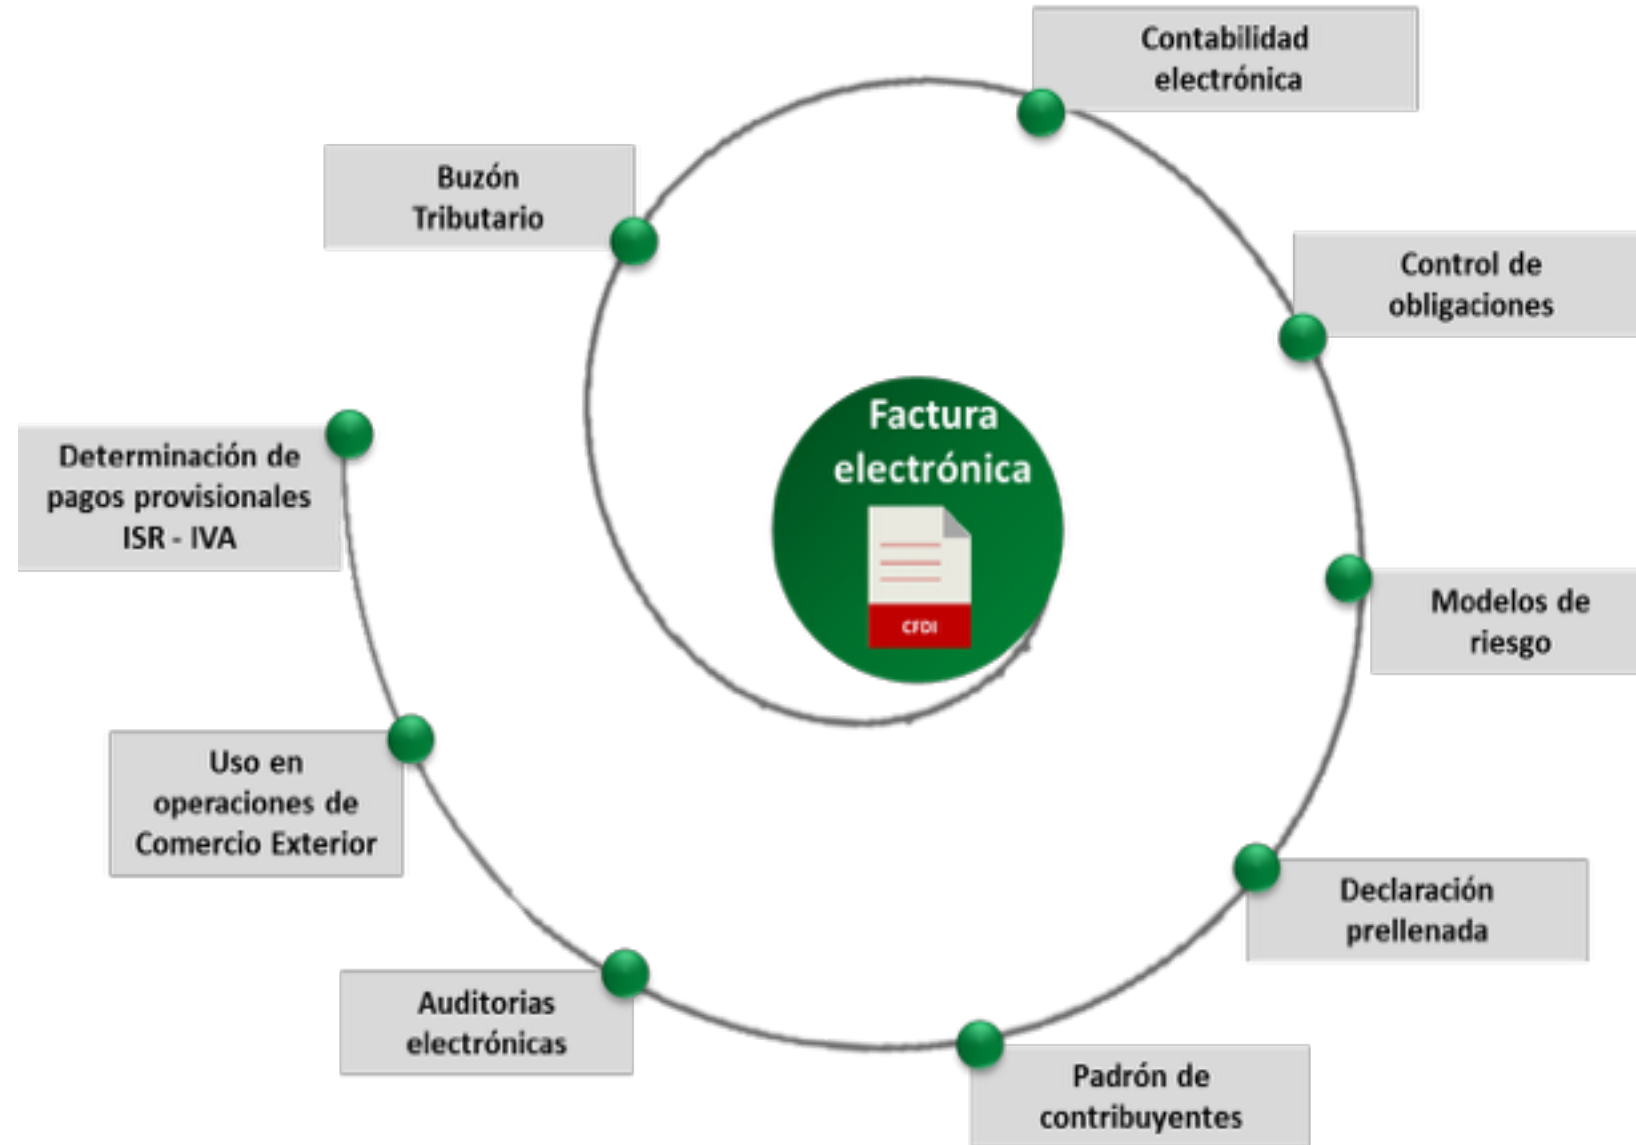 Contabilidad
electrónica
Buzón
Tributario
Control de
obligaciones
Factura
electrónica
CFDI
Determinación de
pagos provisionales
ISR - IVA
Modelos de
riesgo
Uso en
operaciones de
Comercio Exterior
Declaración
prellenada
Auditorias
electrónicas
Padrón de
contribuyentes